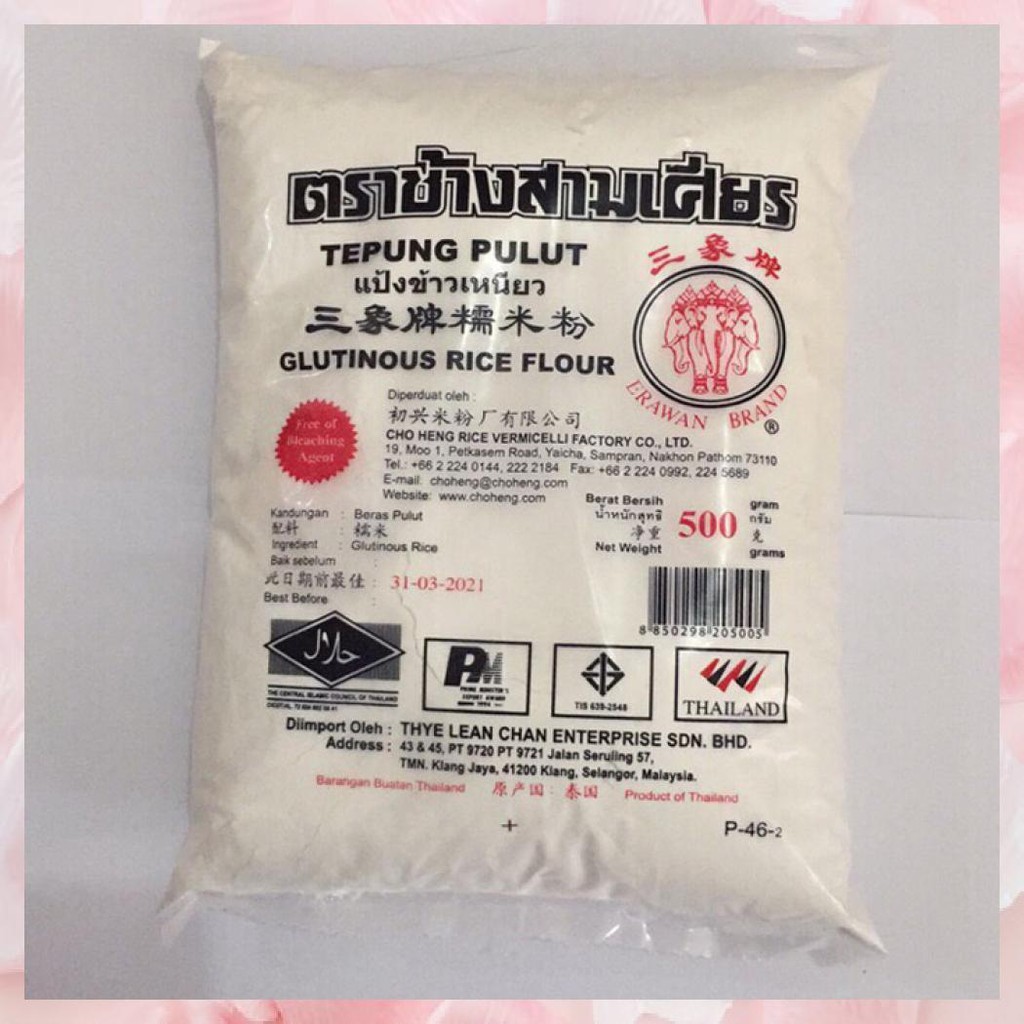 ตราช้างสามเศียร
TEPUNG PULUT
แป้งข้าวเหนียว
三象牌糯米粉
GLUTINOUS RICE FLOUR
三象牌
ERAWAN BRAND
®
Free of
Bleaching
Agent
Diperduat oleh :
初兴米粉厂有限公司
CHO HENG RICE VERMICELLI FACTORY CO., LTD.
19, Moo 1, Petkasem Road, Yaicha, Sampran, Nakhon Pathom 73110
Tel.: +66 2 224 0144, 222 2184 Fax: +66 2 224 0992, 224 5689
E-mail: choheng@choheng.com
Website: www.choheng.com
Kandungan : Beras Pulut
配料 : 糯米
Ingredient : Glutinous Rice
Baik sebelum :
此日期前最佳 : 31-03-2021
Best Before :
Berat Bersih 500 gram
น้ำหนักสุทธิ กรัม
净重 克
Net Weight grams
8 850298 205005
حلال
THE CENTRAL ISLAMIC COUNCIL OF THAILAND
PM
PRIME MINISTER'S
EXPORT AWARD
1994
TIS 638-2548
THAILAND
Diimport Oleh : THYE LEAN CHAN ENTERPRISE SDN. BHD.
Address : 43 & 45, PT 9720 PT 9721 Jalan Seruling 57,
TMN. Klang Jaya, 41200 Klang, Selangor, Malaysia.
Barangan Buatan Thailand 原产国：泰国 Product of Thailand
P-46-2